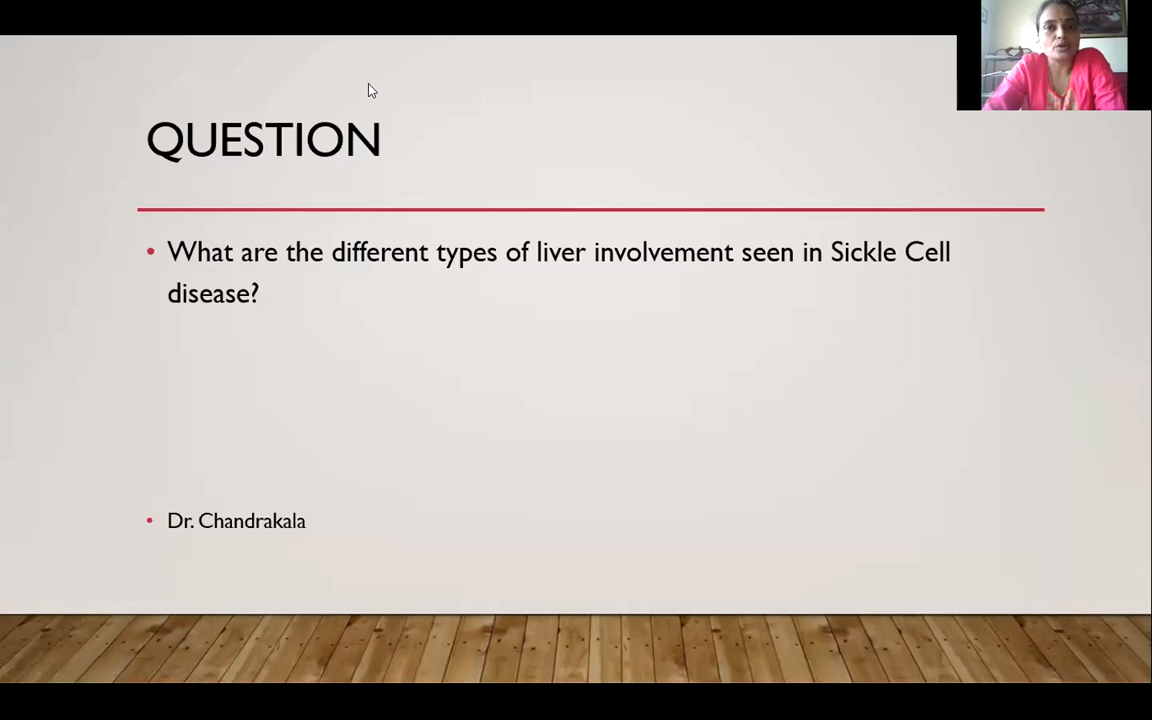 QUESTION
• What are the different types of liver involvement seen in Sickle Cell
disease?
• Dr. Chandrakala